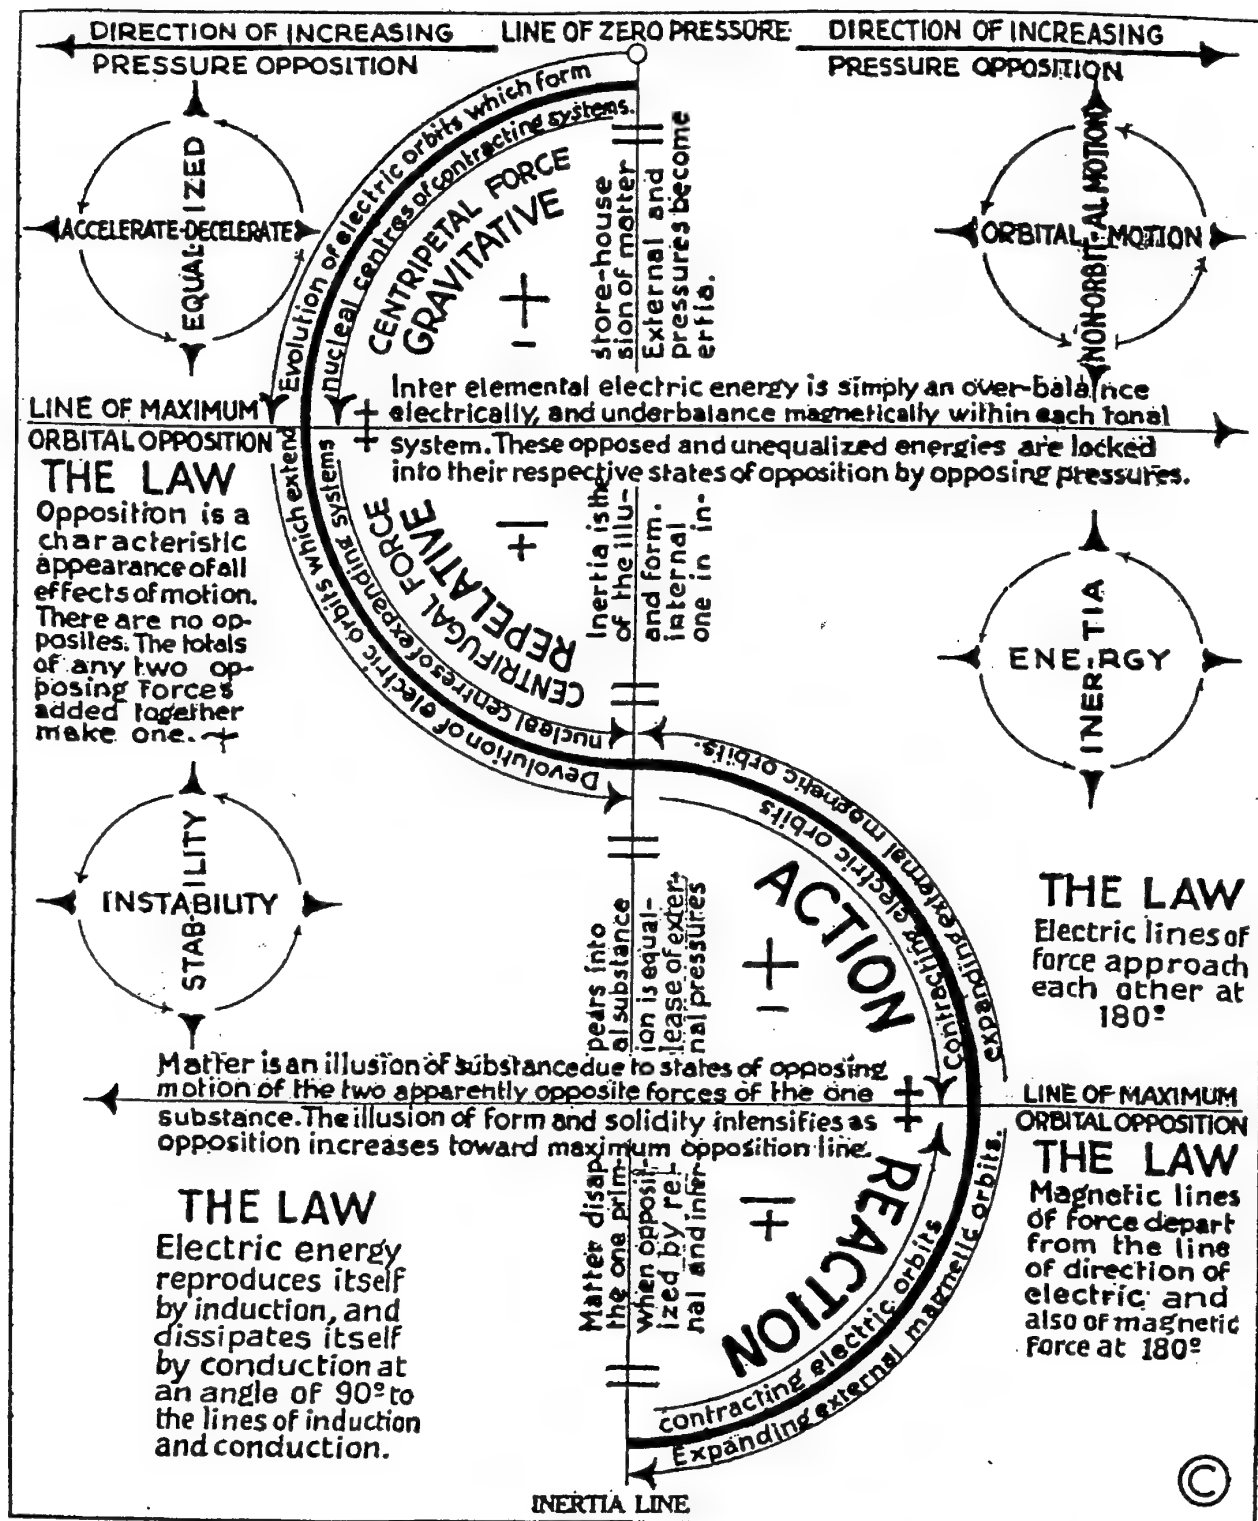 DIRECTION OF INCREASING
PRESSURE OPPOSITION
LINE OF ZERO PRESSURE
DIRECTION OF INCREASING
PRESSURE OPPOSITION
EQUALIZED
ACCELERATE-DECELERATE
NON ORBITAL MOTION
ORBITAL MOTION
Evolution of electric orbits which form
nucleal centres of contracting systems.
CENTRIPETAL FORCE
GRAVITATIVE
+
-
store-house
sion of matter
External and
pressures become
ertia.
Inter elemental electric energy is simply an over-balance
electrically, and underbalance magnetically within each tonal
system. These opposed and unequalized energies are locked
into their respective states of opposition by opposing pressures.
LINE OF MAXIMUM
ORBITAL OPPOSITION
+
+
THE LAW
Opposition is a
characteristic
appearance of all
effects of motion.
There are no op-
posites. The totals
of any two op-
posing forces
added together
make one.
Devolution of electric orbits which extend
nucleal centres of expanding systems
CENTRIFUGAL FORCE
REPELATIVE
-
+
Inertia is the
of the illu-
and form.
internal
one in in-
ENERGY
INERTIA
STABILITY
INSTABILITY
expanding external magnetic orbits.
Contracting electric orbits
ACTION
+
-
pears into
al substance
ion is equal-
lease of exter-
nal pressures
THE LAW
Electric lines of
force approach
each other at
180º
Matter is an illusion of substance due to states of opposing
motion of the two apparently opposite forces of the one
substance. The illusion of form and solidity intensifies as
opposition increases toward maximum opposition line.
+
+
LINE OF MAXIMUM
ORBITAL OPPOSITION
THE LAW
Magnetic lines
of force depart
from the line
of direction of
electric and
also of magnetic
force at 180º
REACTION
-
+
Matter disap
the one prim-
when opposit-
ized by re-
nal and inter
contracting electric orbits
Expanding external magnetic orbits.
THE LAW
Electric energy
reproduces itself
by induction, and
dissipates itself
by conduction at
an angle of 90º to
the lines of induction
and conduction.
INERTIA LINE
©